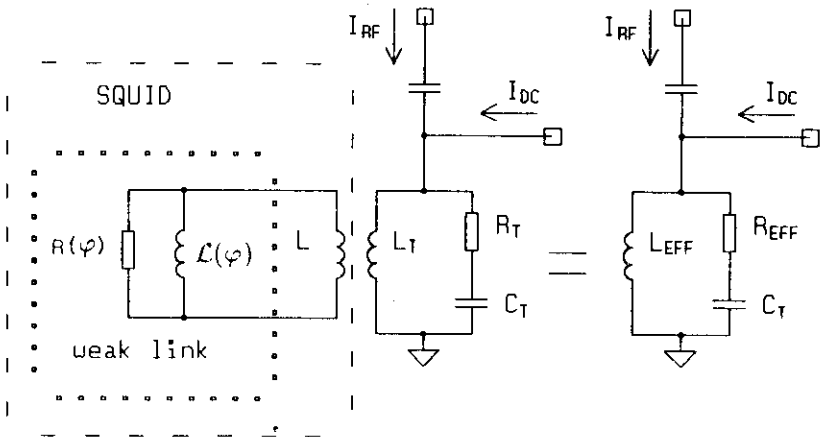 I_RF
I_RF
SQUID
I_DC
I_DC
R(φ)
ℒ(φ)
L
L_T
R_T
C_T
=
L_EFF
R_EFF
C_T
weak link